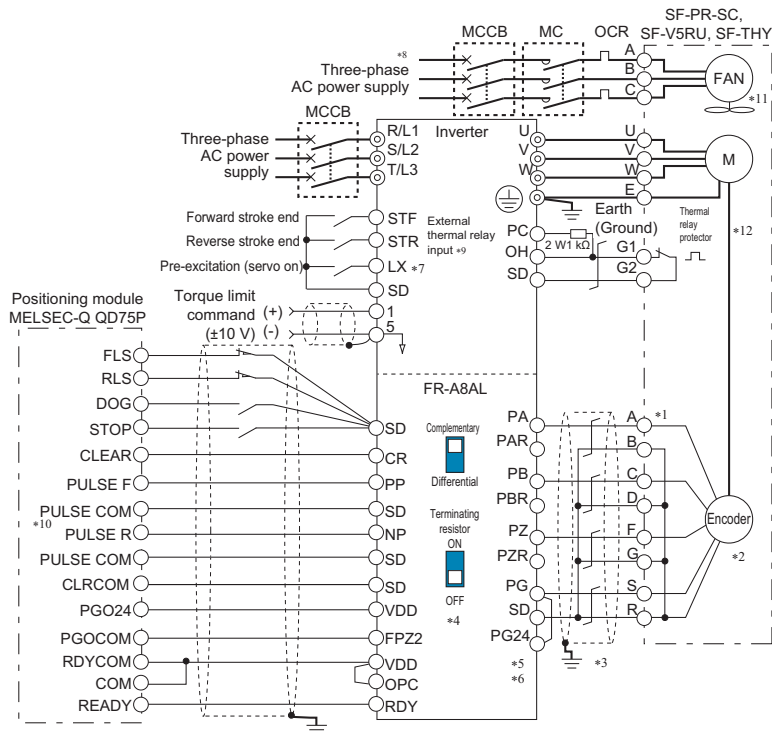 SF-PR-SC,
SF-V5RU, SF-THY
MCCB MC OCR
*8
Three-phase
AC power supply
A
B
C
FAN
*11
MCCB
Three-phase
AC power
supply
R/L1
S/L2
T/L3
Inverter
U
V
W
U
V
W
E
M
*12
Forward stroke end
Reverse stroke end
Pre-excitation (servo on)
STF
STR
LX *7
SD
External
thermal relay
input *9
PC
OH
SD
2 W1 kΩ
Earth
(Ground)
G1
G2
Thermal
relay
protector
Torque limit
command
(±10 V)
(+)
(-)
1
5
Positioning module
MELSEC-Q QD75P
FLS
RLS
DOG
STOP
CLEAR
PULSE F
PULSE COM
*10
PULSE R
PULSE COM
CLRCOM
PGO24
PGOCOM
RDYCOM
COM
READY
SD
CR
PP
SD
NP
SD
SD
VDD
FPZ2
VDD
OPC
RDY
FR-A8AL
Complementary
Differential
Terminating
resistor
ON
OFF
*4
PA
PAR
PB
PBR
PZ
PZR
PG
SD
PG24
*5
*6
*3
A *1
B
C
D
F
G
S
R
Encoder
*2